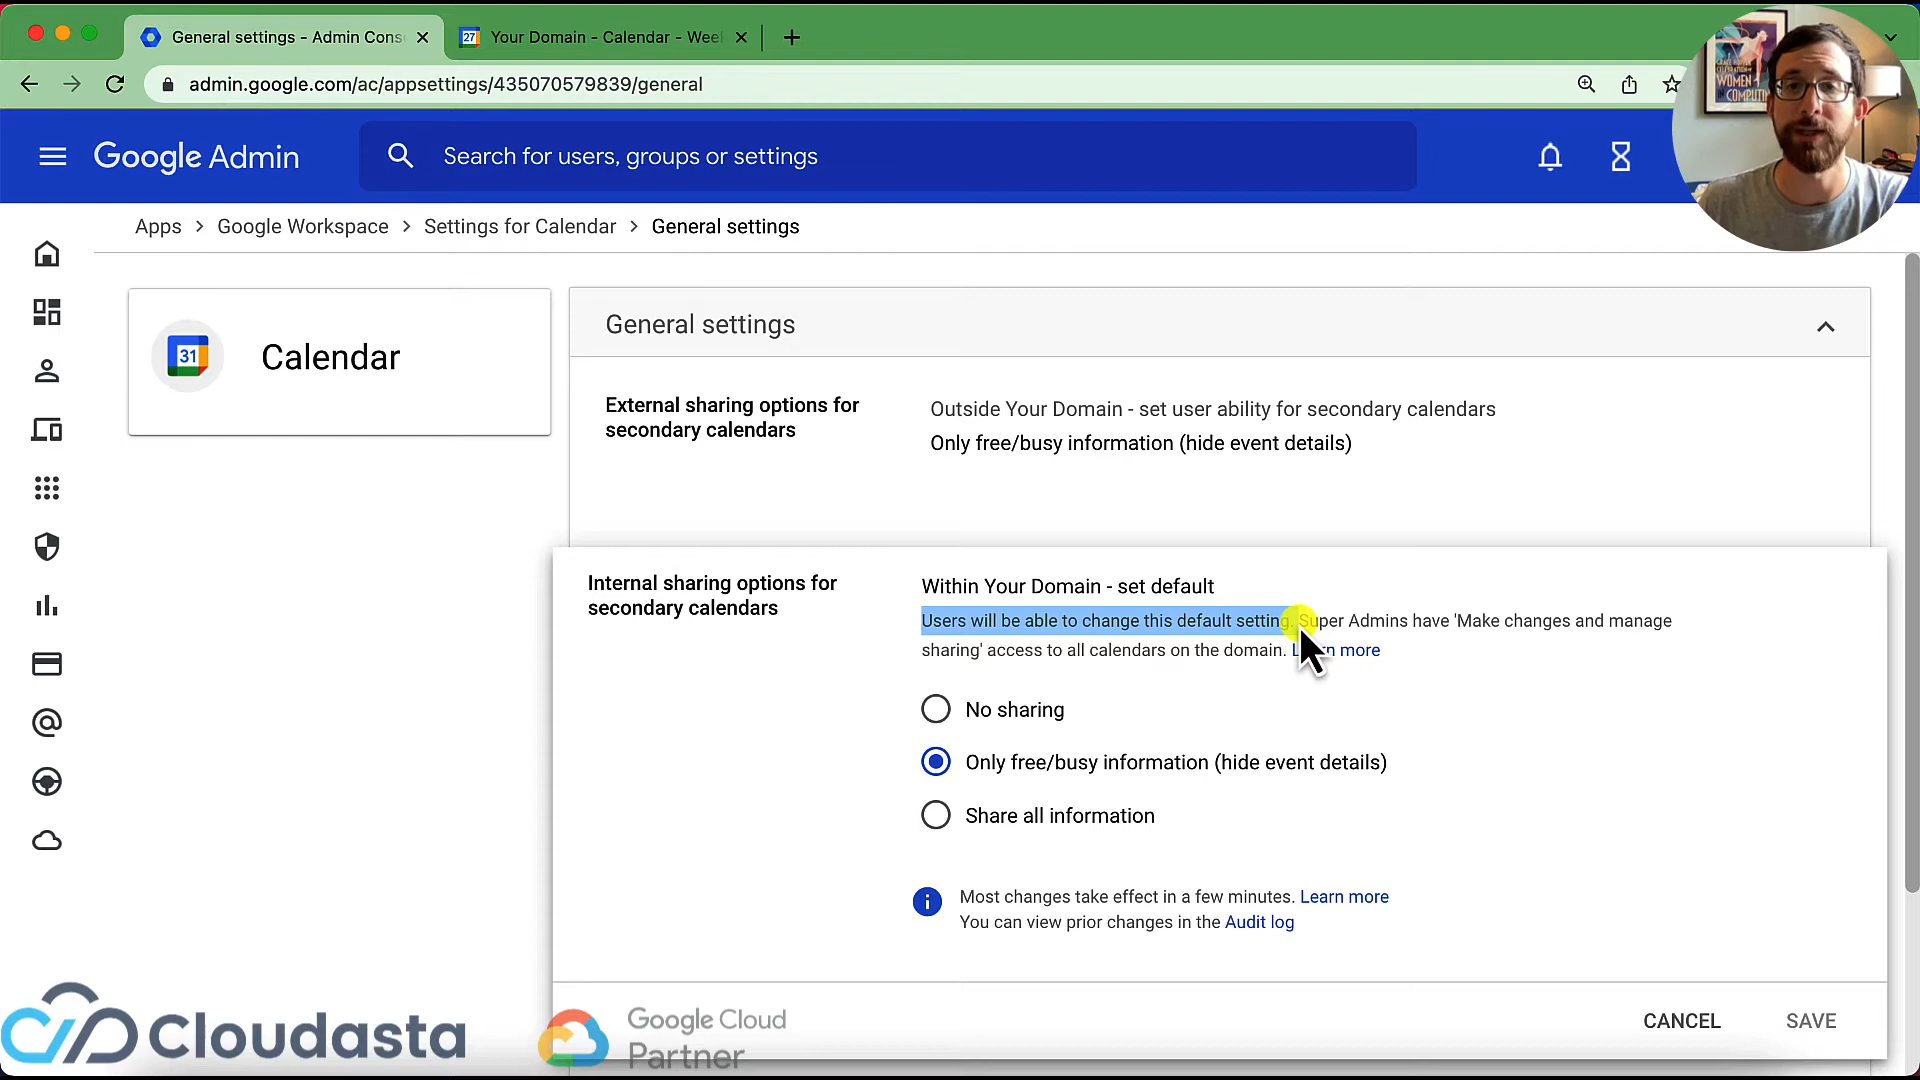 General settings - Admin Cons
27
Your Domain - Calendar - Wee
admin.google.com/ac/appsettings/435070579839/general
WOMEN
Google Admin
Search for users, groups or settings
Apps > Google Workspace > Settings for Calendar > General settings
31
Calendar
General settings
External sharing options for
secondary calendars
Outside Your Domain - set user ability for secondary calendars
Only free/busy information (hide event details)
Internal sharing options for
secondary calendars
Within Your Domain - set default
Users will be able to change this default setting. Super Admins have 'Make changes and manage
sharing' access to all calendars on the domain. Learn more
No sharing
Only free/busy information (hide event details)
Share all information
Most changes take effect in a few minutes. Learn more
You can view prior changes in the Audit log
CANCEL
SAVE
Cloudasta
Google Cloud
Partner